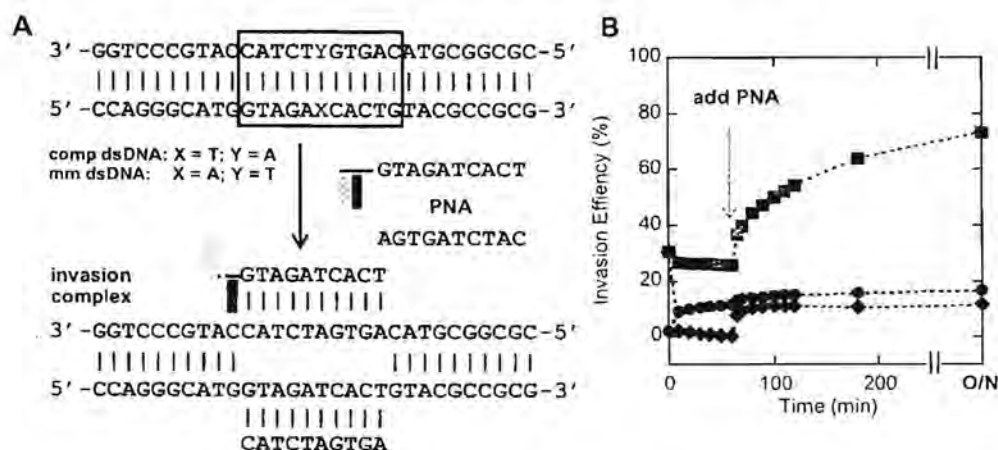 A
3' -GGTCCCGTACCATCTYGTGACATGCGGCGC-5'
5' -CCAGGGCATGGTAGAXCACTGTACGCCGCG-3'
comp dsDNA: X = T; Y = A
mm dsDNA: X = A; Y = T
GTAGATCACT
PNA
AGTGATCTAC
invasion
complex
GTAGATCACT
3' -GGTCCCGTACCATCTAGTGACATGCGGCGC-5'
5' -CCAGGGCATGGTAGATCACTGTACGCCGCG-3'
CATCTAGTGA
B
Invasion Effiency (%)
100
80
60
40
20
0
add PNA
0
100
200
O/N
Time (min)